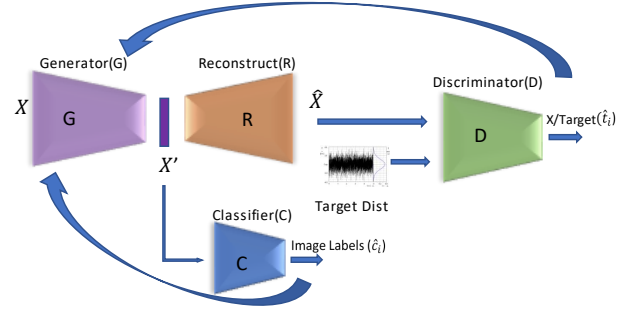 Generator(G)
Reconstruct(R)
Discriminator(D)
X
G
R
X̂
D
X/Target(t̂ᵢ)
X′
Target Dist
Classifier(C)
C
Image Labels (ĉᵢ)